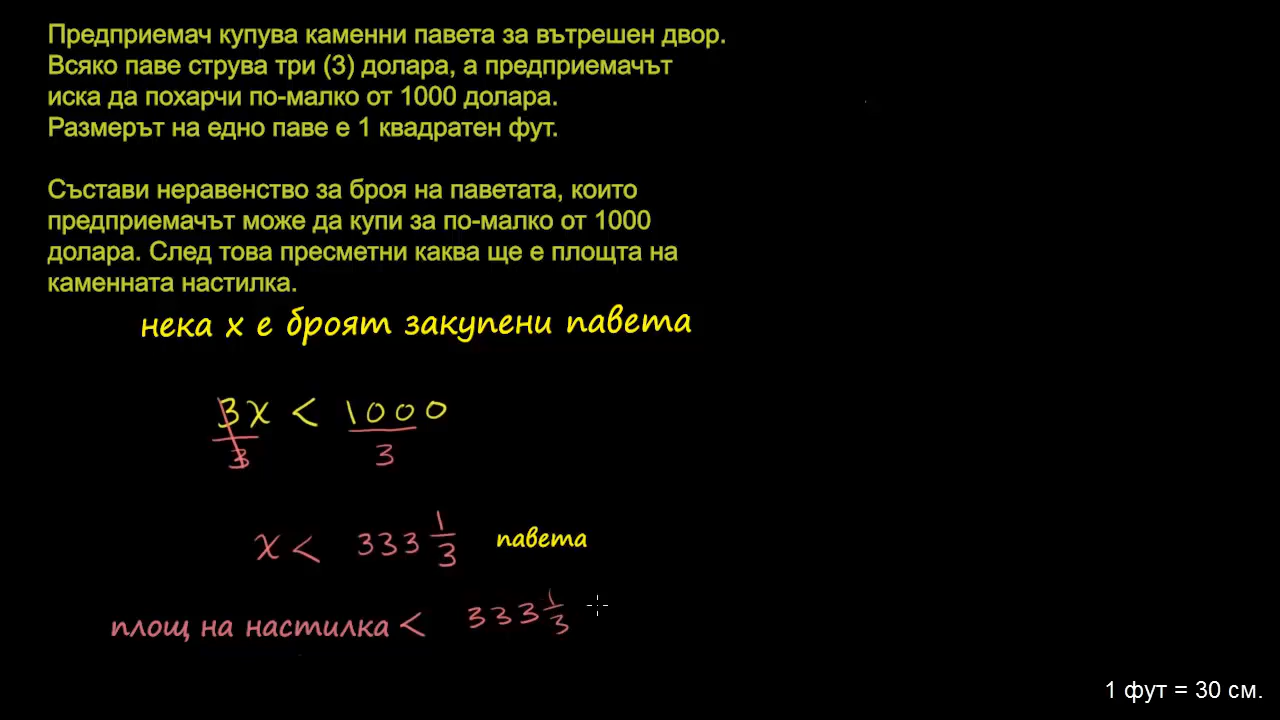 Предприемач купува каменни павета за вътрешен двор.
Всяко паве струва три (3) долара, а предприемачът
иска да похарчи по-малко от 1000 долара.
Размерът на едно паве е 1 квадратен фут.
Състави неравенство за броя на паветата, които
предприемачът може да купи за по-малко от 1000
долара. След това пресметни каква ще е площта на
каменната настилка.
нека x е броят закупени павета
3x < 1000
3 3
x < 333 1/3 павета
площ на настилка < 333 1/3
1 фут = 30 см.